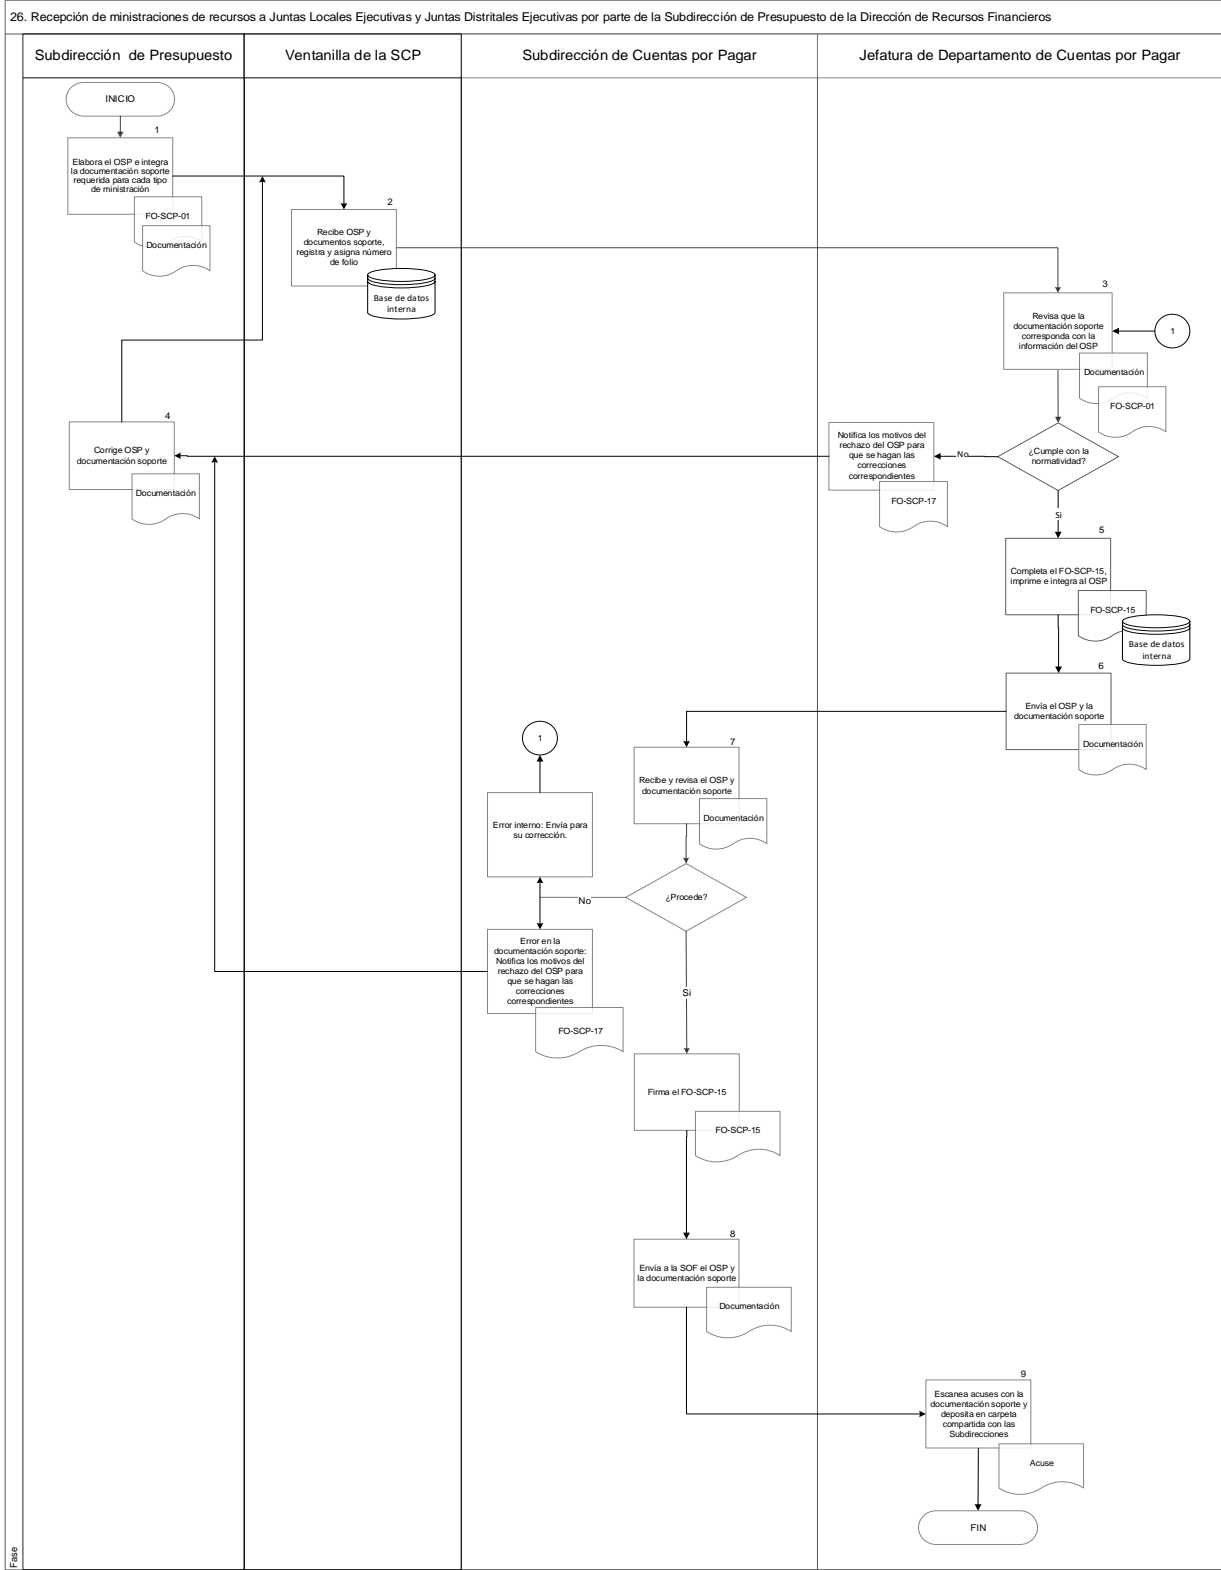 26. Recepción de ministraciones de recursos a Juntas Locales Ejecutivas y Juntas Distritales Ejecutivas por parte de la Subdirección de Presupuesto de la Dirección de Recursos Financieros
Subdirección de Presupuesto
Ventanilla de la SCP
Subdirección de Cuentas por Pagar
Jefatura de Departamento de Cuentas por Pagar
INICIO
1
Elabora el OSP e integra
la documentación soporte
requerida para cada tipo
de ministración
FO-SCP-01
Documentación
2
Recibe OSP y
documentos soporte,
registra y asigna número
de folio
Base de datos
interna
3
Revisa que la
documentación soporte
corresponda con la
información del OSP
1
Documentación
FO-SCP-01
¿Cumple con la
normatividad?
No
Notifica los motivos del
rechazo del OSP para
que se hagan las
correcciones
correspondientes
FO-SCP-17
4
Corrige OSP y
documentación soporte
Documentación
Si
5
Completa el FO-SCP-15,
imprime e integra al OSP
FO-SCP-15
Base de datos
interna
6
Envía el OSP y la
documentación soporte
Documentación
7
Recibe y revisa el OSP y
documentación soporte
Documentación
1
Error interno: Envía para
su corrección.
¿Procede?
No
Error en la
documentación soporte:
Notifica los motivos del
rechazo del OSP para
que se hagan las
correcciones
correspondientes
FO-SCP-17
Si
Firma el FO-SCP-15
FO-SCP-15
8
Envía a la SOF el OSP y
la documentación soporte
Documentación
9
Escanea acuses con la
documentación soporte y
deposita en carpeta
compartida con las
Subdirecciones
Acuse
FIN
Fase